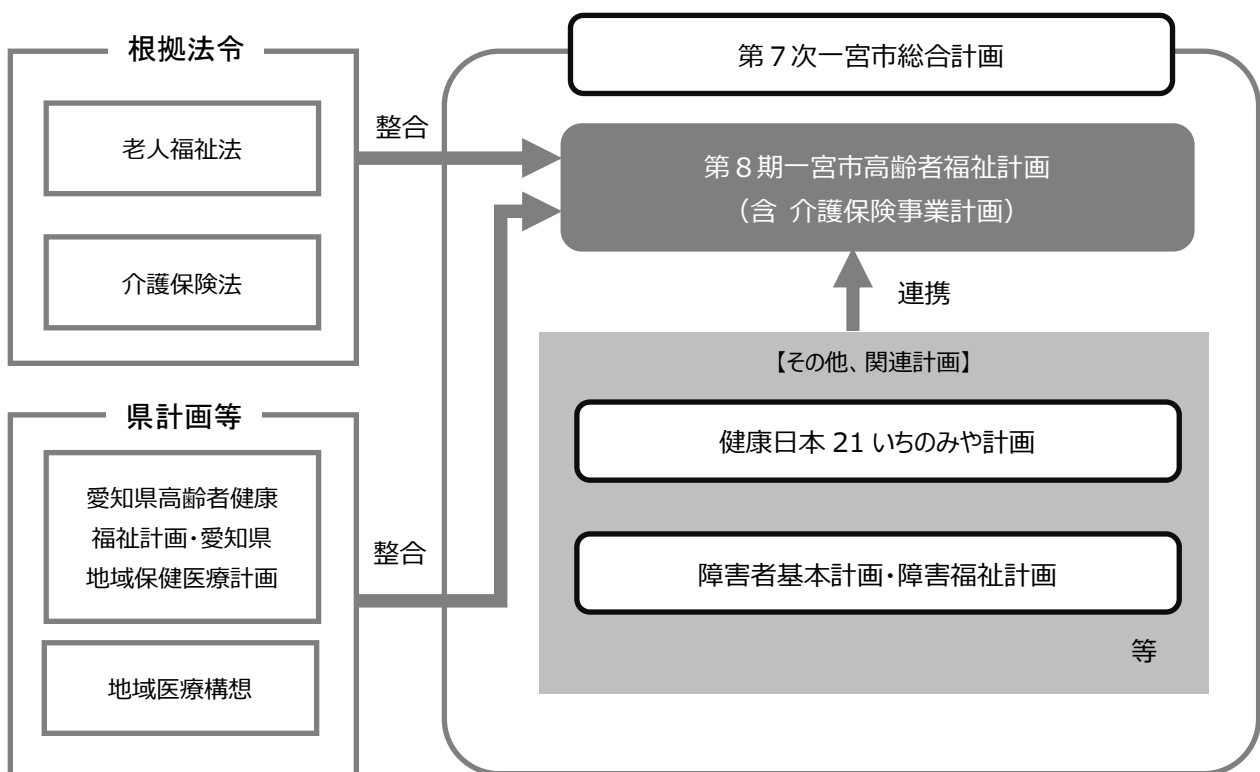 根拠法令
老人福祉法
介護保険法
整合
県計画等
愛知県高齢者健康
福祉計画・愛知県
地域保健医療計画
地域医療構想
整合
第７次一宮市総合計画
第８期一宮市高齢者福祉計画
（含 介護保険事業計画）
連携
【その他、関連計画】
健康日本 21 いちのみや計画
障害者基本計画・障害福祉計画
等